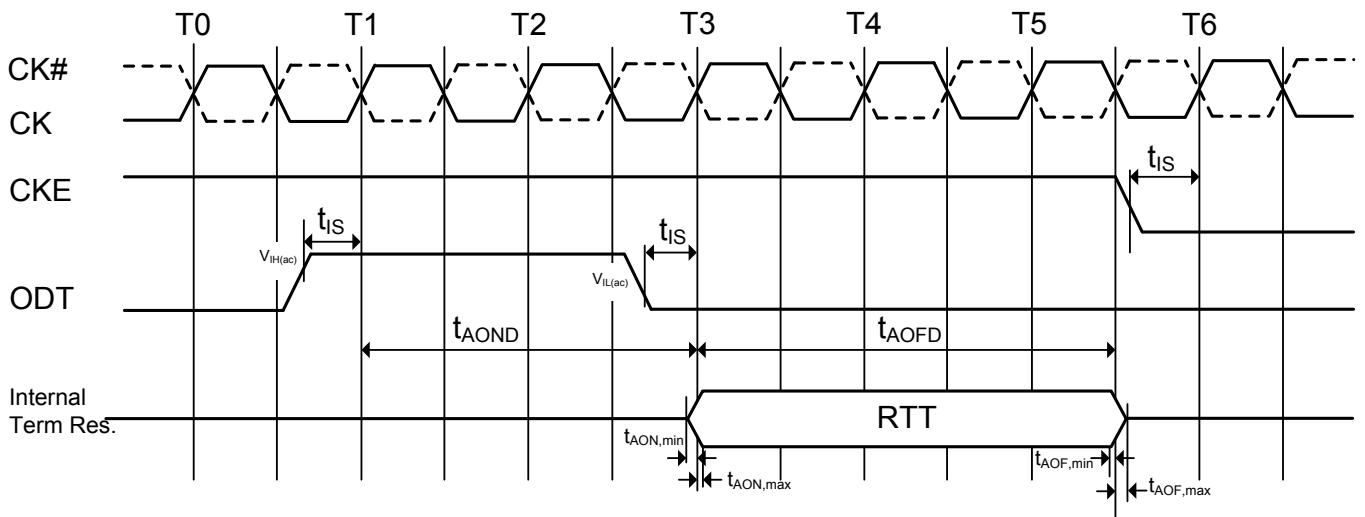 T0 T1 T2 T3 T4 T5 T6
CK#
CK
CKE
tIS
tIS
tIS
VIH(ac)
VIL(ac)
ODT
tAOND
tAOFD
Internal
Term Res.
RTT
tAON,min
tAOF,min
tAON,max
tAOF,max